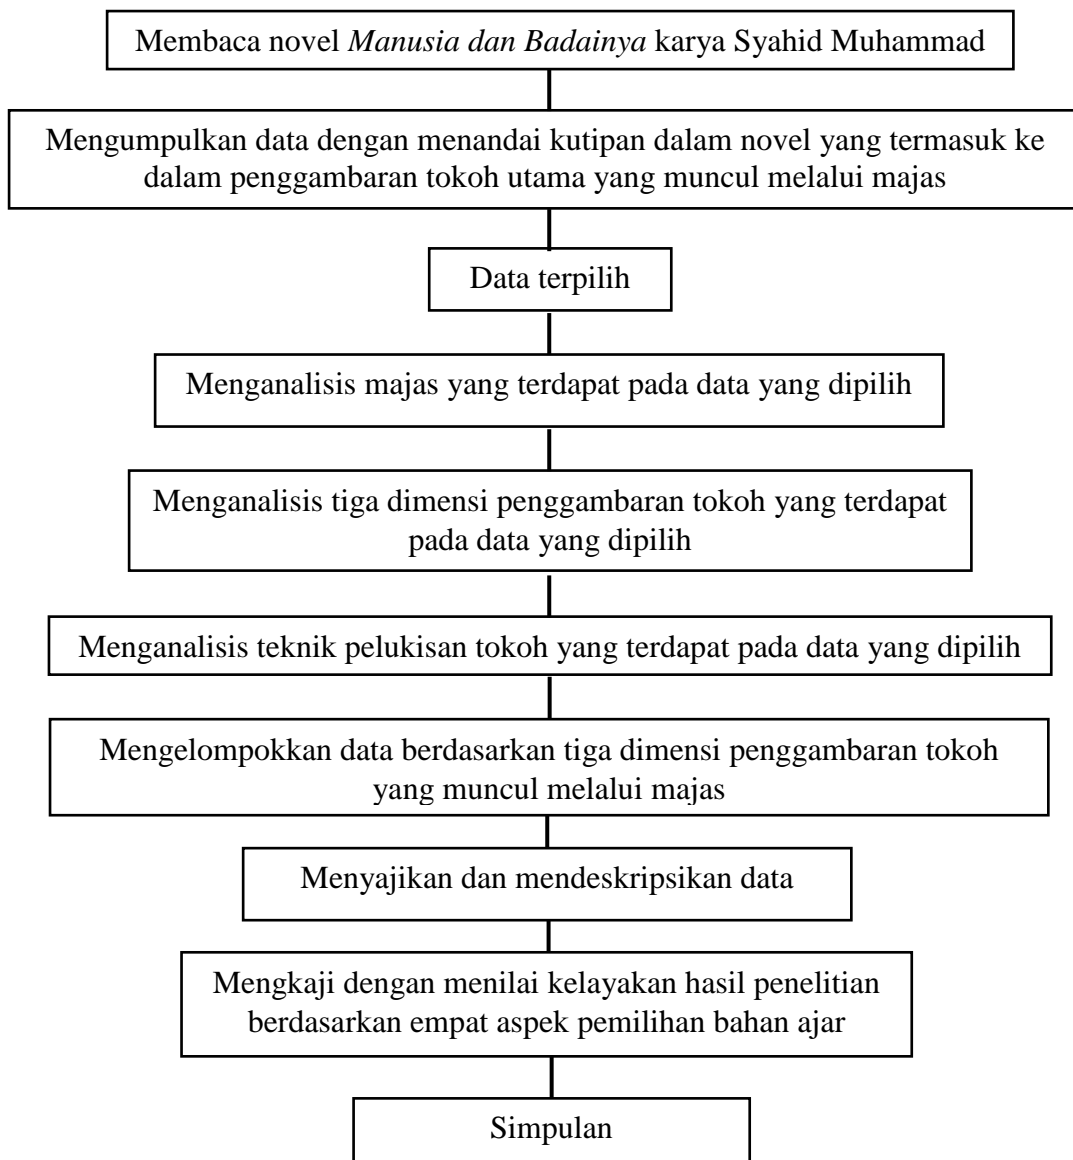 Membaca novel Manusia dan Badainya karya Syahid Muhammad
Mengumpulkan data dengan menandai kutipan dalam novel yang termasuk ke
dalam penggambaran tokoh utama yang muncul melalui majas
Data terpilih
Menganalisis majas yang terdapat pada data yang dipilih
Menganalisis tiga dimensi penggambaran tokoh yang terdapat
pada data yang dipilih
Menganalisis teknik pelukisan tokoh yang terdapat pada data yang dipilih
Mengelompokkan data berdasarkan tiga dimensi penggambaran tokoh
yang muncul melalui majas
Menyajikan dan mendeskripsikan data
Mengkaji dengan menilai kelayakan hasil penelitian
berdasarkan empat aspek pemilihan bahan ajar
Simpulan